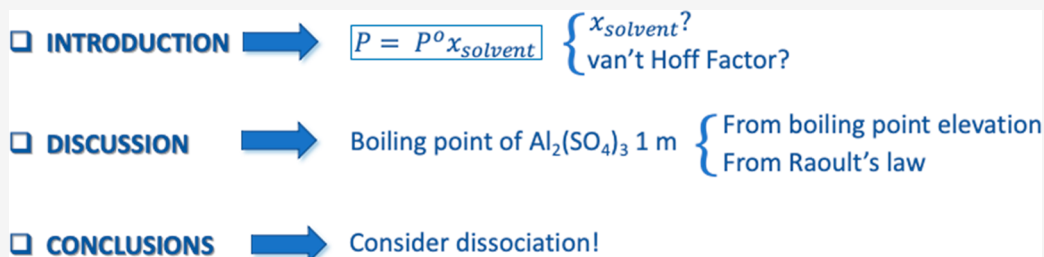 ❑ INTRODUCTION P = P⁰x_solvent { x_solvent?
van't Hoff Factor?
❑ DISCUSSION Boiling point of Al₂(SO₄)₃ 1 m { From boiling point elevation
From Raoult's law
❑ CONCLUSIONS Consider dissociation!